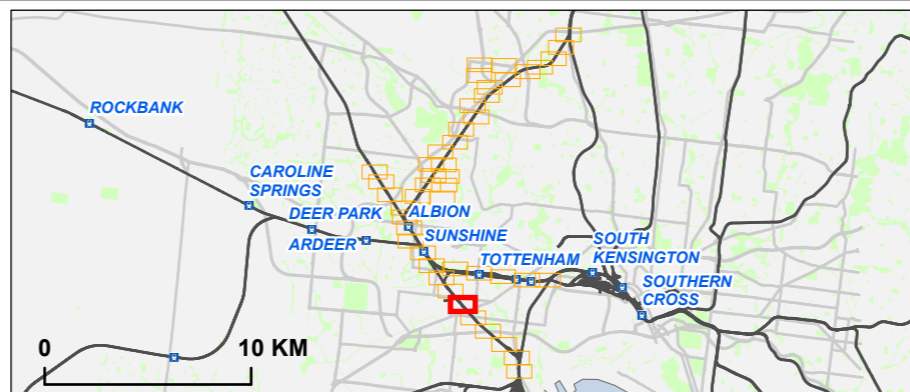 ROCKBANK
CAROLINE
SPRINGS
DEER PARK
ALBION
ARDEER
SUNSHINE
TOTTENHAM
SOUTH
KENSINGTON
SOUTHERN
CROSS
0
10 KM